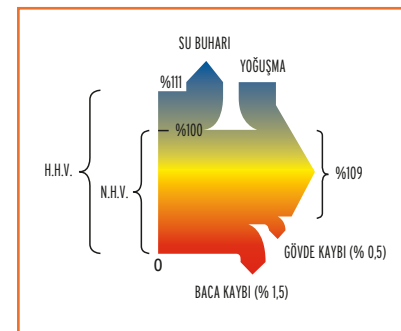 SU BUHARI
YOĞUŞMA
%111
%100
H.H.V.
N.H.V.
%109
GÖVDE KAYBI (% 0,5)
0
BACA KAYBI (% 1,5)